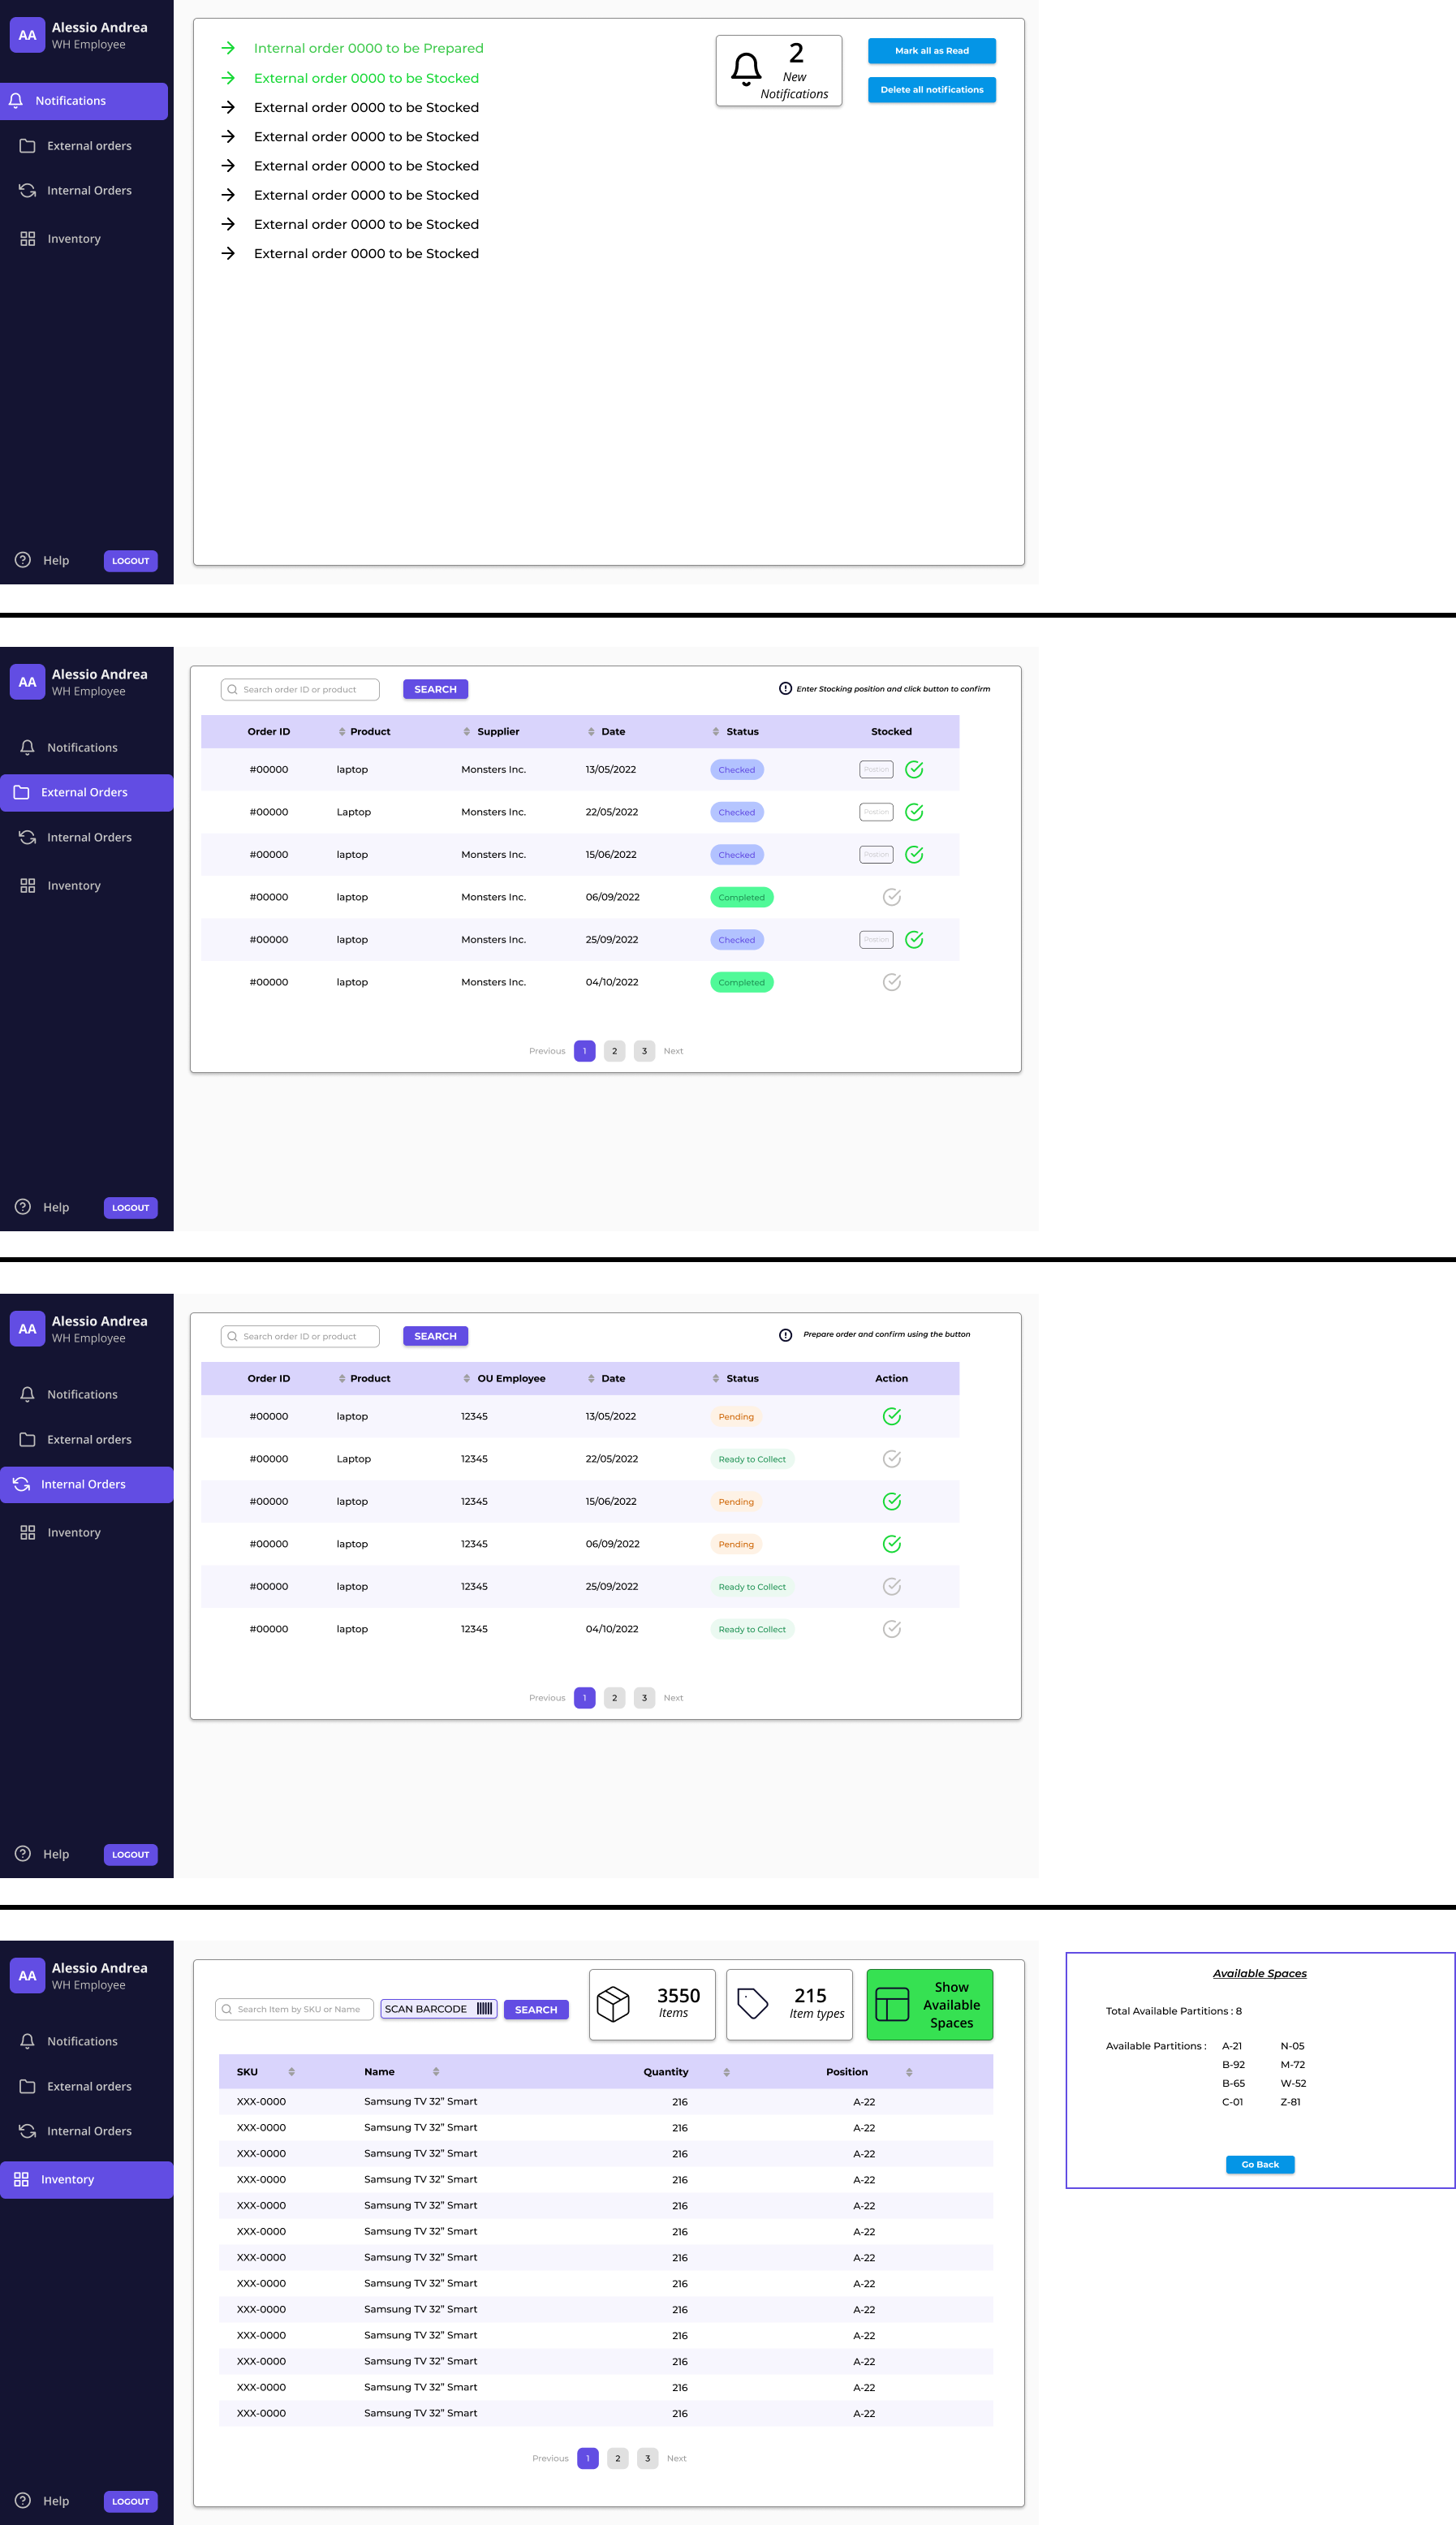 AA
Alessio Andrea
WH Employee
Notifications
External orders
Internal Orders
Inventory
Help
LOGOUT
Internal order 0000 to be Prepared
External order 0000 to be Stocked
External order 0000 to be Stocked
External order 0000 to be Stocked
External order 0000 to be Stocked
External order 0000 to be Stocked
External order 0000 to be Stocked
External order 0000 to be Stocked
2
New
Notifications
Mark all as Read
Delete all notifications
AA
Alessio Andrea
WH Employee
Notifications
External Orders
Internal Orders
Inventory
Help
LOGOUT
Search order ID or product SEARCH Enter Stocking position and click button to confirm
Order ID Product Supplier Date Status Stocked
#00000 laptop Monsters Inc. 13/05/2022 Checked Postion
#00000 Laptop Monsters Inc. 22/05/2022 Checked Postion
#00000 laptop Monsters Inc. 15/06/2022 Checked Postion
#00000 laptop Monsters Inc. 06/09/2022 Completed
#00000 laptop Monsters Inc. 25/09/2022 Checked Postion
#00000 laptop Monsters Inc. 04/10/2022 Completed
Previous 1 2 3 Next
AA
Alessio Andrea
WH Employee
Notifications
External orders
Internal Orders
Inventory
Help
LOGOUT
Search order ID or product SEARCH Prepare order and confirm using the button
Order ID Product OU Employee Date Status Action
#00000 laptop 12345 13/05/2022 Pending
#00000 Laptop 12345 22/05/2022 Ready to Collect
#00000 laptop 12345 15/06/2022 Pending
#00000 laptop 12345 06/09/2022 Pending
#00000 laptop 12345 25/09/2022 Ready to Collect
#00000 laptop 12345 04/10/2022 Ready to Collect
Previous 1 2 3 Next
AA
Alessio Andrea
WH Employee
Notifications
External orders
Internal Orders
Inventory
Help
LOGOUT
Search Item by SKU or Name SCAN BARCODE SEARCH
3550
Items
215
Item types
Show
Available
Spaces
SKU Name Quantity Position
XXX-0000 Samsung TV 32” Smart 216 A-22
XXX-0000 Samsung TV 32” Smart 216 A-22
XXX-0000 Samsung TV 32” Smart 216 A-22
XXX-0000 Samsung TV 32” Smart 216 A-22
XXX-0000 Samsung TV 32” Smart 216 A-22
XXX-0000 Samsung TV 32” Smart 216 A-22
XXX-0000 Samsung TV 32” Smart 216 A-22
XXX-0000 Samsung TV 32” Smart 216 A-22
XXX-0000 Samsung TV 32” Smart 216 A-22
XXX-0000 Samsung TV 32” Smart 216 A-22
XXX-0000 Samsung TV 32” Smart 216 A-22
XXX-0000 Samsung TV 32” Smart 216 A-22
XXX-0000 Samsung TV 32” Smart 216 A-22
Previous 1 2 3 Next
Available Spaces
Total Available Partitions : 8
Available Partitions : A-21 N-05
B-92 M-72
B-65 W-52
C-01 Z-81
Go Back